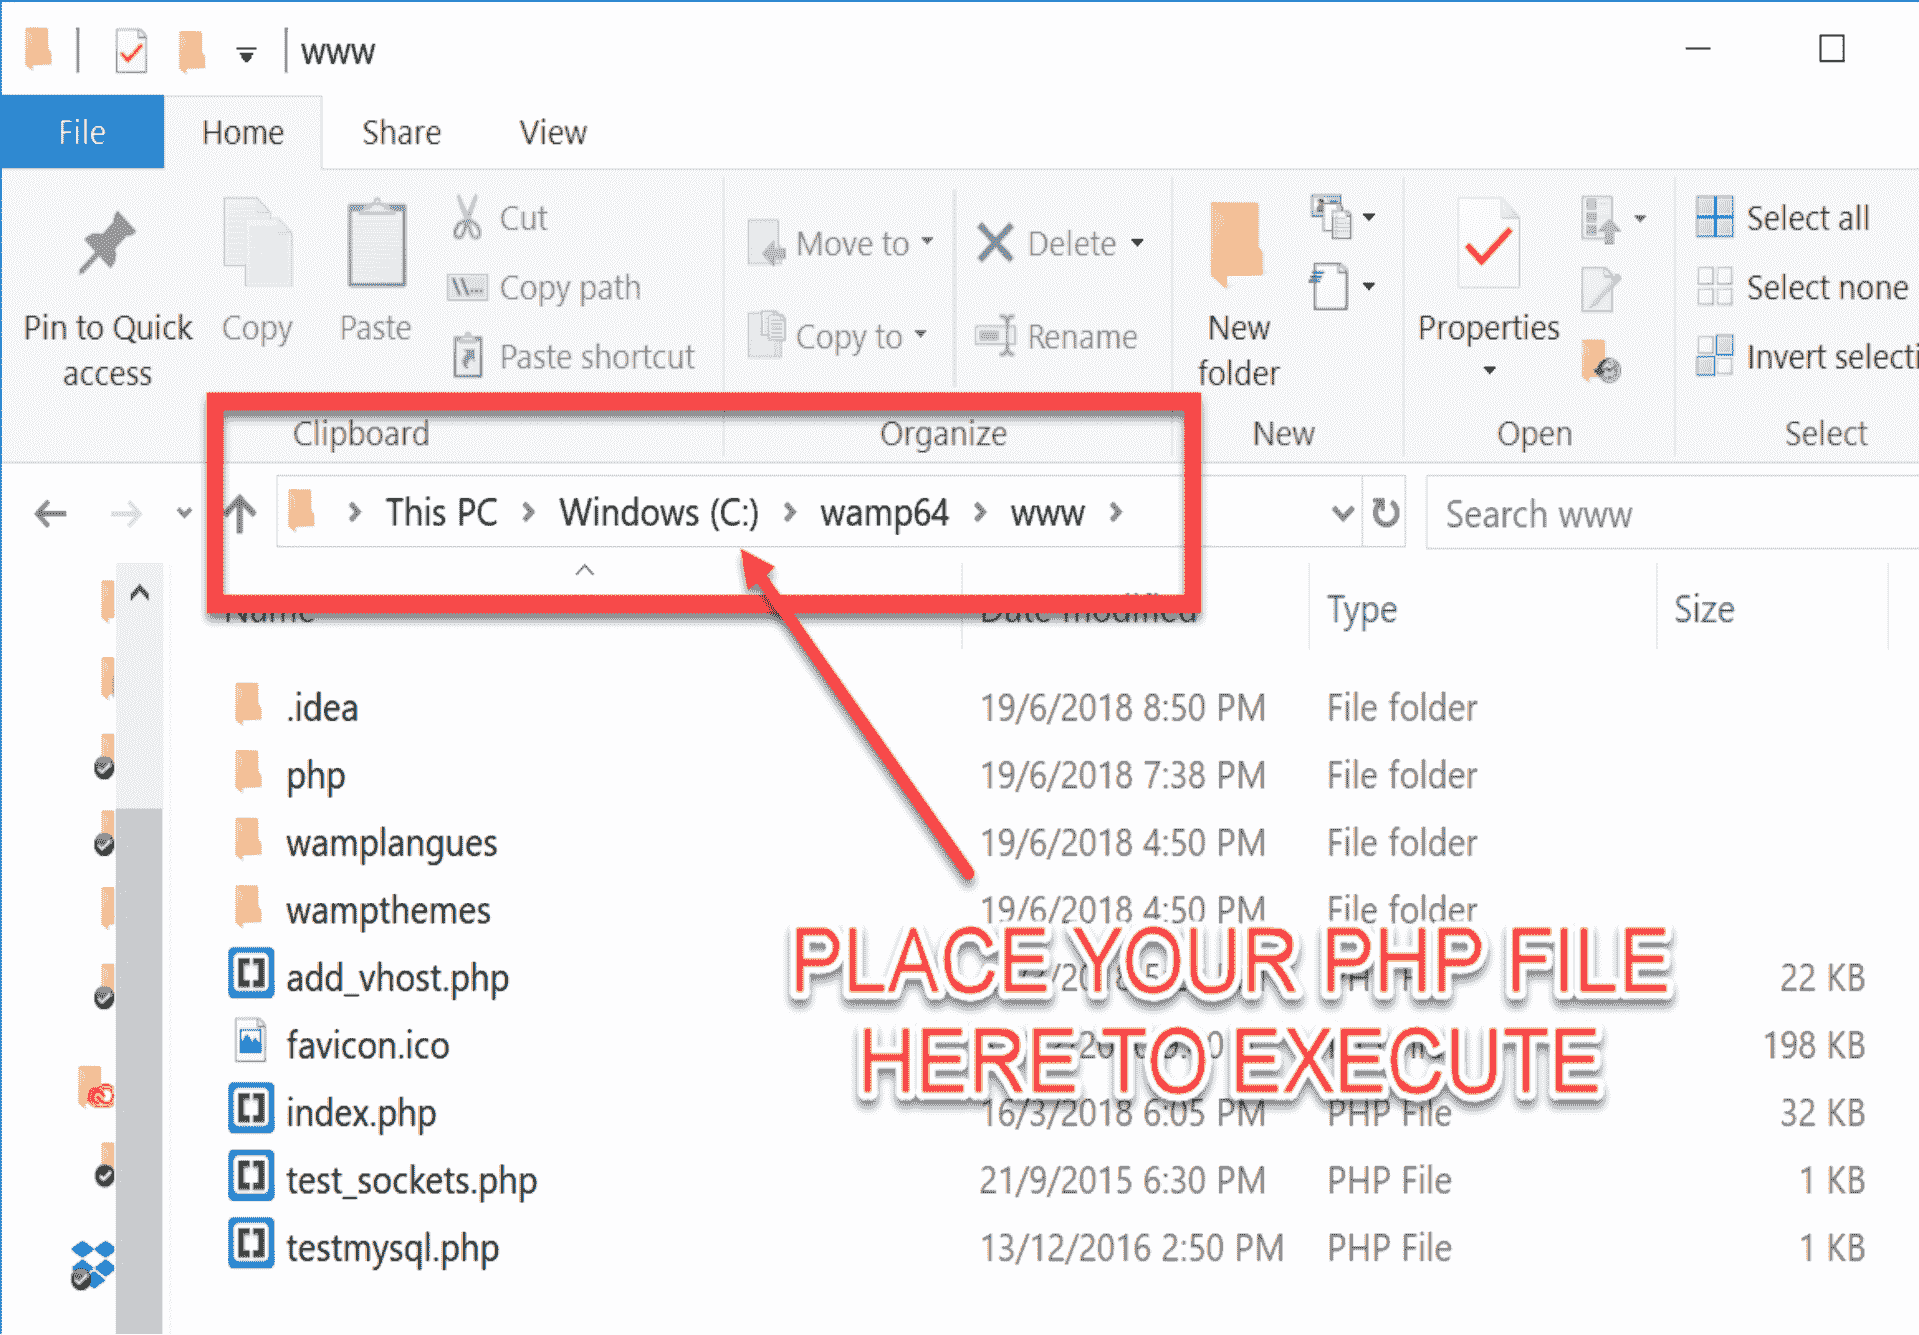 www
File Home Share View
Pin to Quick access
Copy
Paste
Cut
Copy path
Paste shortcut
Move to
Copy to
Delete
Rename
New folder
Properties
Select all
Select none
Invert selecti
Clipboard Organize New Open Select
This PC > Windows (C:) > wamp64 > www >
Search www
Name Date modified Type Size
.idea 19/6/2018 8:50 PM File folder
php 19/6/2018 7:38 PM File folder
wamplangues 19/6/2018 4:50 PM File folder
wampthemes 19/6/2018 4:50 PM File folder
add_vhost.php 22 KB
favicon.ico 198 KB
index.php 16/3/2018 6:05 PM PHP File 32 KB
test_sockets.php 21/9/2015 6:30 PM PHP File 1 KB
testmysql.php 13/12/2016 2:50 PM PHP File 1 KB
PLACE YOUR PHP FILE
HERE TO EXECUTE